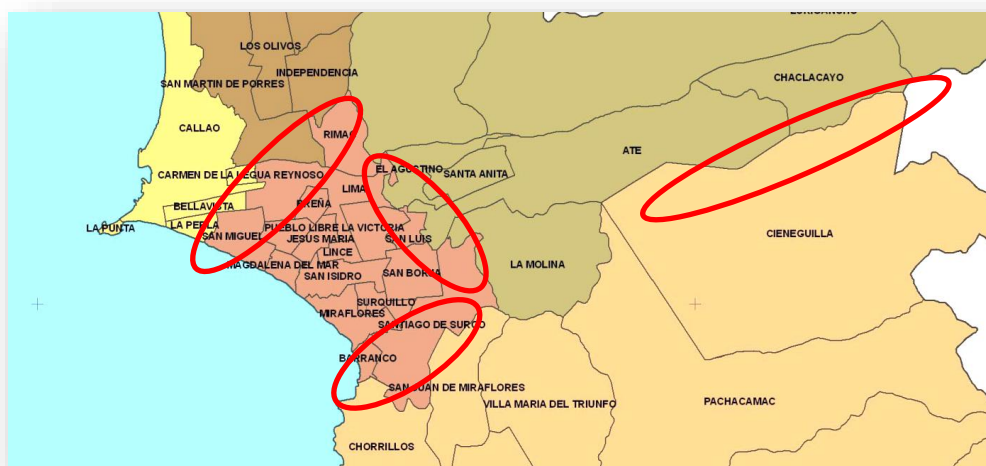 LOS OLIVOS
INDEPENDENCIA
SAN MARTIN DE PORRES
CHACLACAYO
CALLAO
RIMAC
ATE
EL AGUSTINO
CARMEN DE LA LEGUA REYNOSO
SANTA ANITA
LIMA
BREÑA
BELLAVISTA
LA PUNTA
LA PERLA
PUEBLO LIBRE
LA VICTORIA
SAN MIGUEL
JESUS MARIA
SAN LUIS
CIENEGUILLA
LINCE
MAGDALENA DEL MAR
LA MOLINA
SAN ISIDRO
SAN BORJA
SURQUILLO
MIRAFLORES
SANTIAGO DE SURCO
BARRANCO
SAN JUAN DE MIRAFLORES
VILLA MARIA DEL TRIUNFO
PACHACAMAC
CHORRILLOS